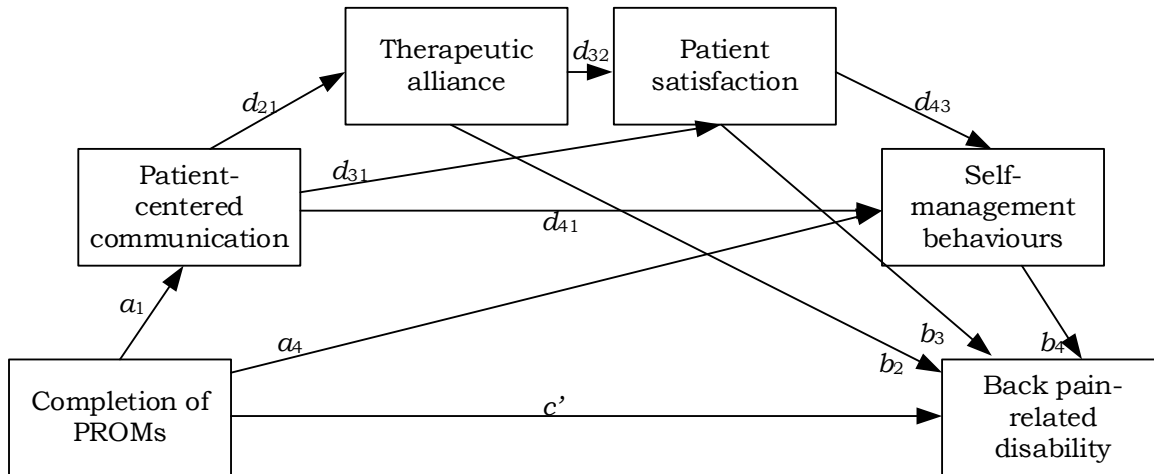 Therapeutic
alliance
d32
Patient
satisfaction
d21
d43
Patient-
centered
communication
d31
d41
Self-
management
behaviours
a1
a4
b3
b2
b4
Completion of
PROMs
c’
Back pain-
related
disability